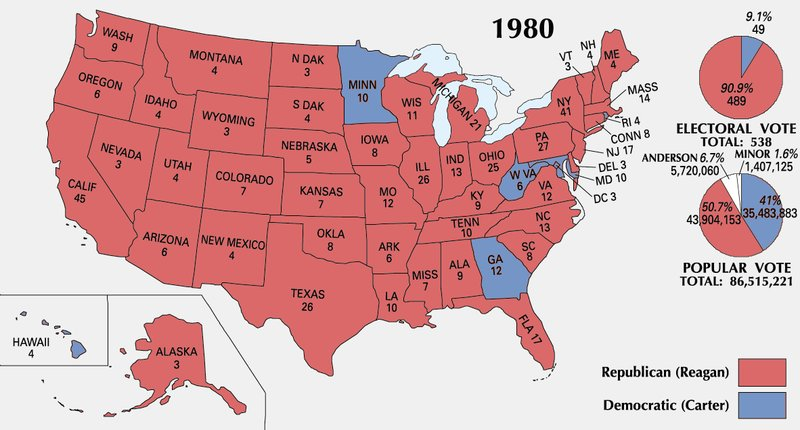 1980
WASH
9
OREGON
6
CALIF
45
NEVADA
3
IDAHO
4
MONTANA
4
WYOMING
3
UTAH
4
COLORADO
7
ARIZONA
6
NEW MEXICO
4
N DAK
3
S DAK
4
NEBRASKA
5
KANSAS
7
OKLA
8
TEXAS
26
MINN
10
IOWA
8
MO
12
ARK
6
LA
10
WIS
11
ILL
26
MICHIGAN 21
IND
13
OHIO
25
KY
9
TENN
10
MISS
7
ALA
9
GA
12
FLA 17
SC
8
NC
13
VA
12
W VA
6
PA
27
NY
41
VT
3
NH
4
ME
4
MASS
14
RI 4
CONN 8
NJ 17
DEL 3
MD 10
DC 3
HAWAII
4
ALASKA
3
9.1%
49
90.9%
489
ELECTORAL VOTE
TOTAL: 538
ANDERSON 6.7%
5,720,060
MINOR 1.6%
1,407,125
50.7%
43,904,153
41%
35,483,883
POPULAR VOTE
TOTAL: 86,515,221
Republican (Reagan)
Democratic (Carter)